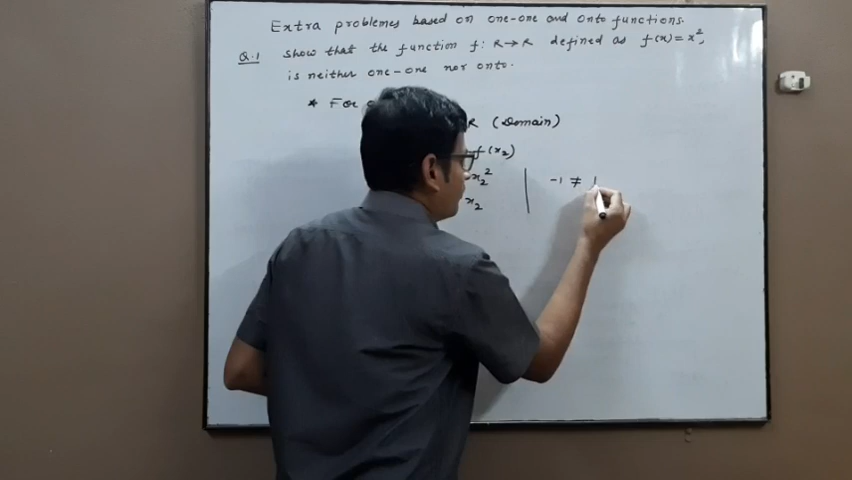 Extra problemes based on one-one and onto functions.
Q.1 show that the function f: R→R defined as f(x) = x²,
is neither one-one nor onto.
* For
R (Domain)
f(x₂)
x₂² | -1 ≠ 1
x₂